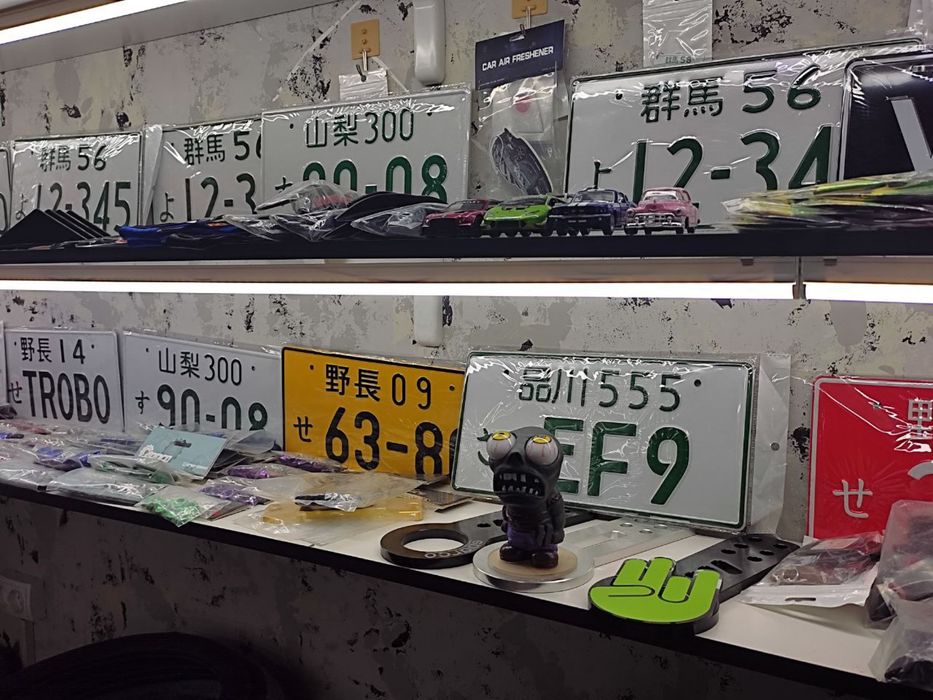 CAR AIR FRESHENER
群馬 56
よ 12-345
群馬 56
よ 12-3
山梨 300
90-08
群馬 56
よ 12-34
野長 14
せ TROBO
山梨 300
す 90-08
野長 09
せ 63-8
品川 555
さ EF9
野
せ